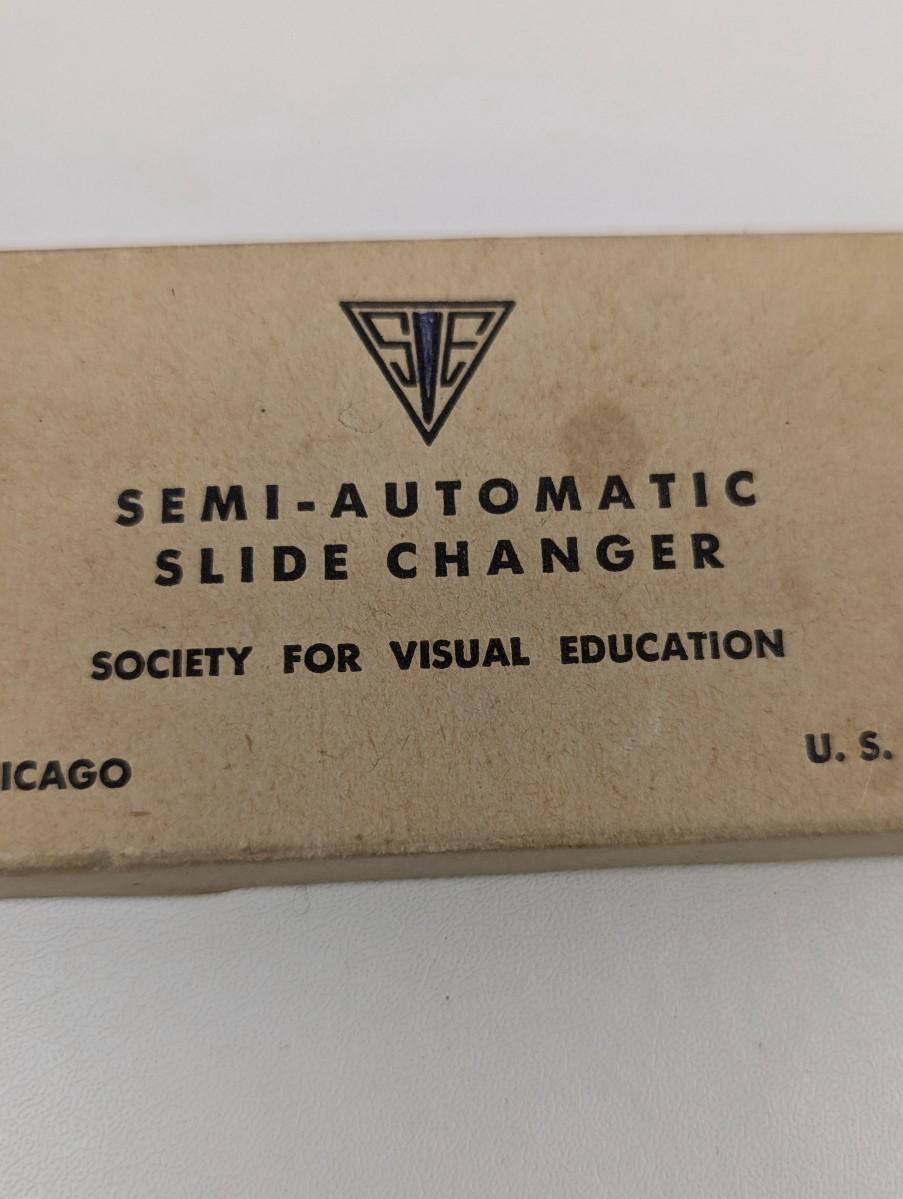 SVE
SEMI-AUTOMATIC
SLIDE CHANGER
SOCIETY FOR VISUAL EDUCATION
ICAGO U. S.